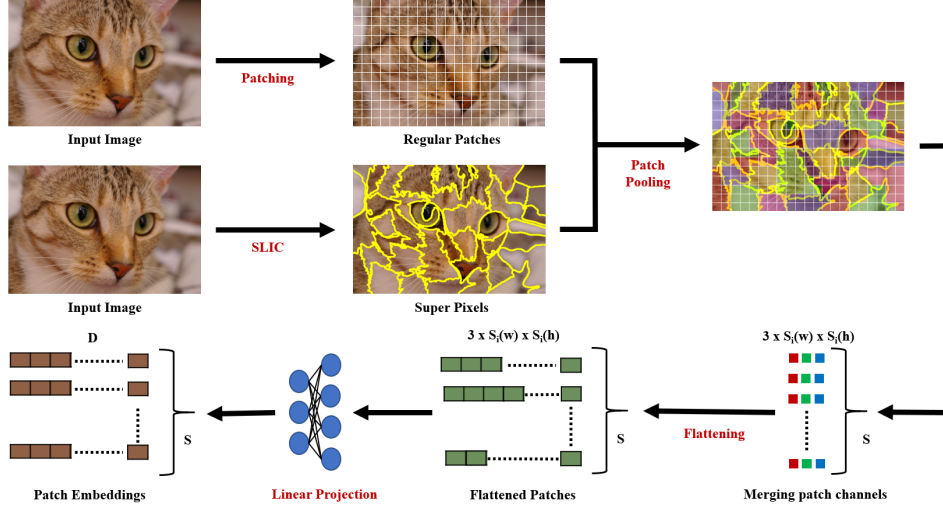 Patching
Input Image
Regular Patches
Patch
Pooling
SLIC
Input Image
Super Pixels
D
3 x Sᵢ(w) x Sᵢ(h)
3 x Sᵢ(w) x Sᵢ(h)
S
S
S
Flattening
Patch Embeddings
Linear Projection
Flattened Patches
Merging patch channels